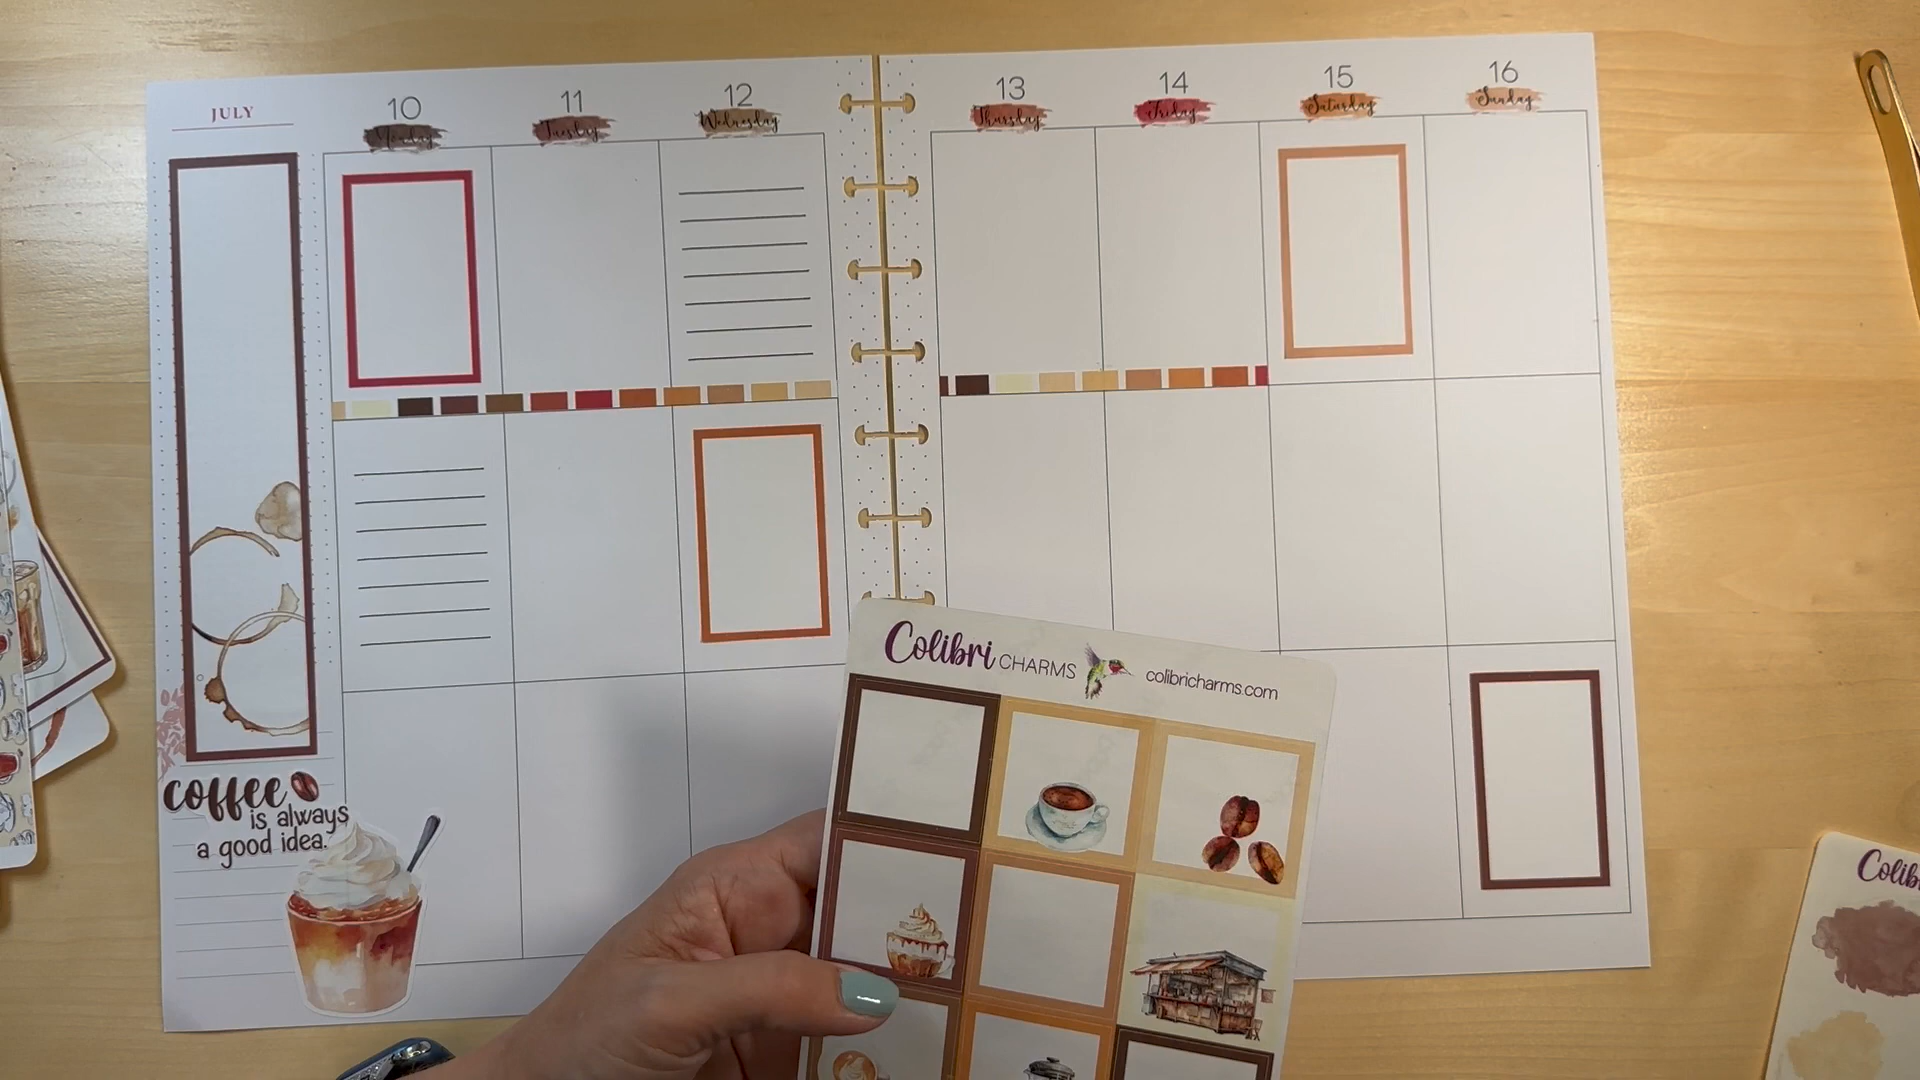 JULY
10
Monday
11
Tuesday
12
Wednesday
13
Thursday
14
Friday
15
Saturday
16
Sunday
coffee
is always
a good idea.
Colibri CHARMS
colibricharms.com